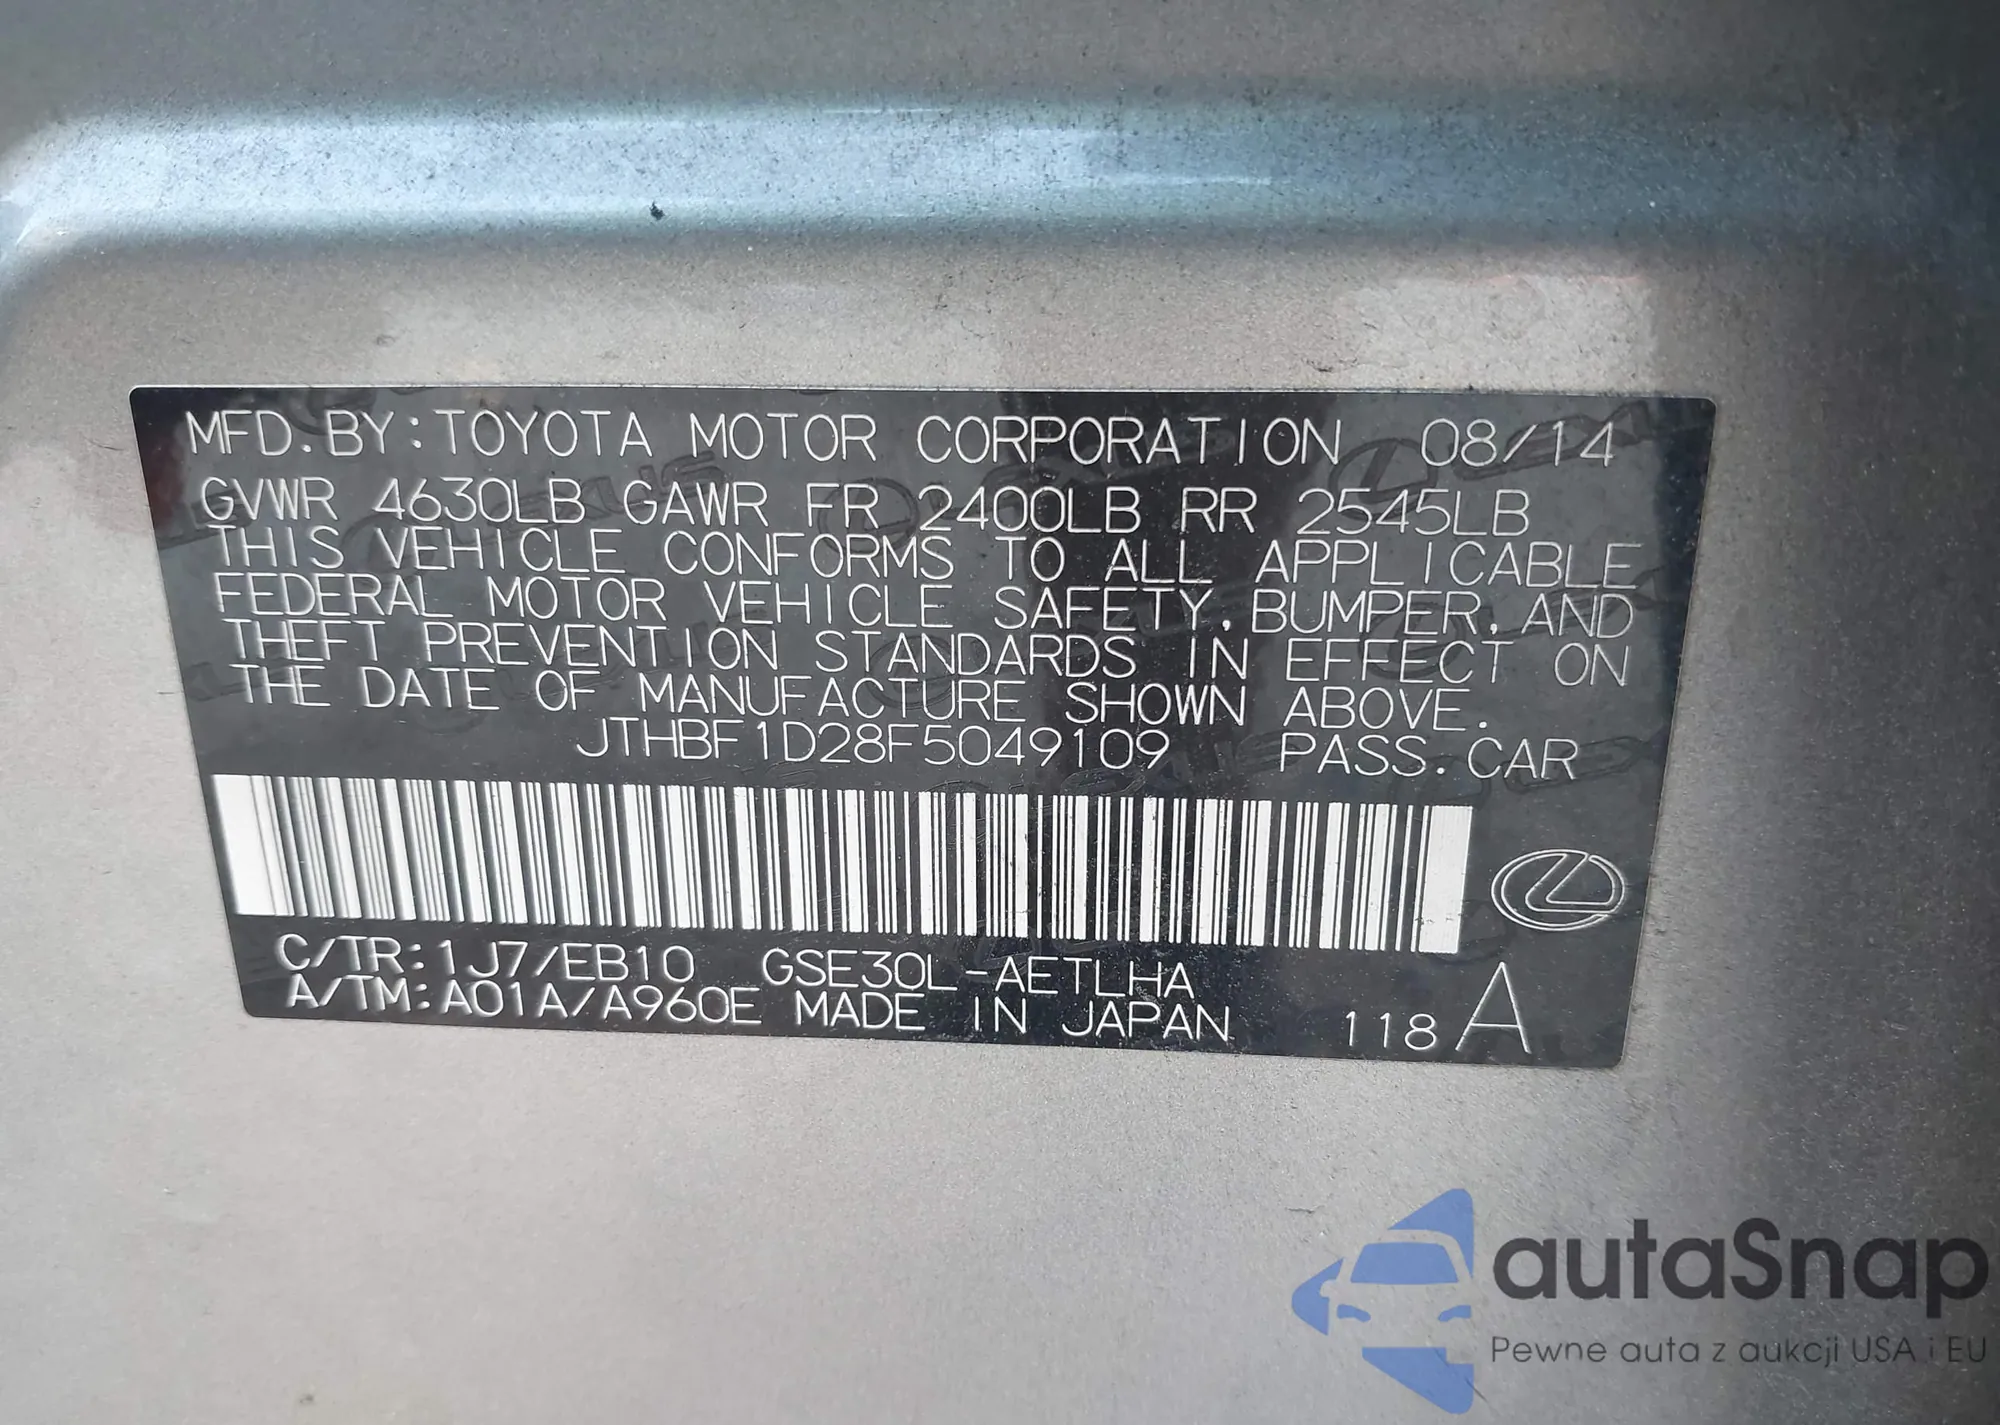 MFD.BY:TOYOTA MOTOR CORPORATION 08/14
GVWR 4630LB GAWR FR 2400LB RR 2545LB
THIS VEHICLE CONFORMS TO ALL APPLICABLE
FEDERAL MOTOR VEHICLE SAFETY, BUMPER, AND
THEFT PREVENTION STANDARDS IN EFFECT ON
THE DATE OF MANUFACTURE SHOWN ABOVE.
JTHBF1D28F5049109 PASS.CAR
C/TR:1J7/EB10 GSE30L-AETLHA
A/TM:A01A/A960E MADE IN JAPAN 118 A
autaSnap
Pewne auta z aukcji USA i EU